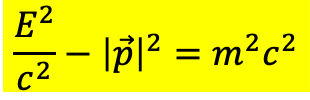 E²/c² − |p⃗|² = m²c²